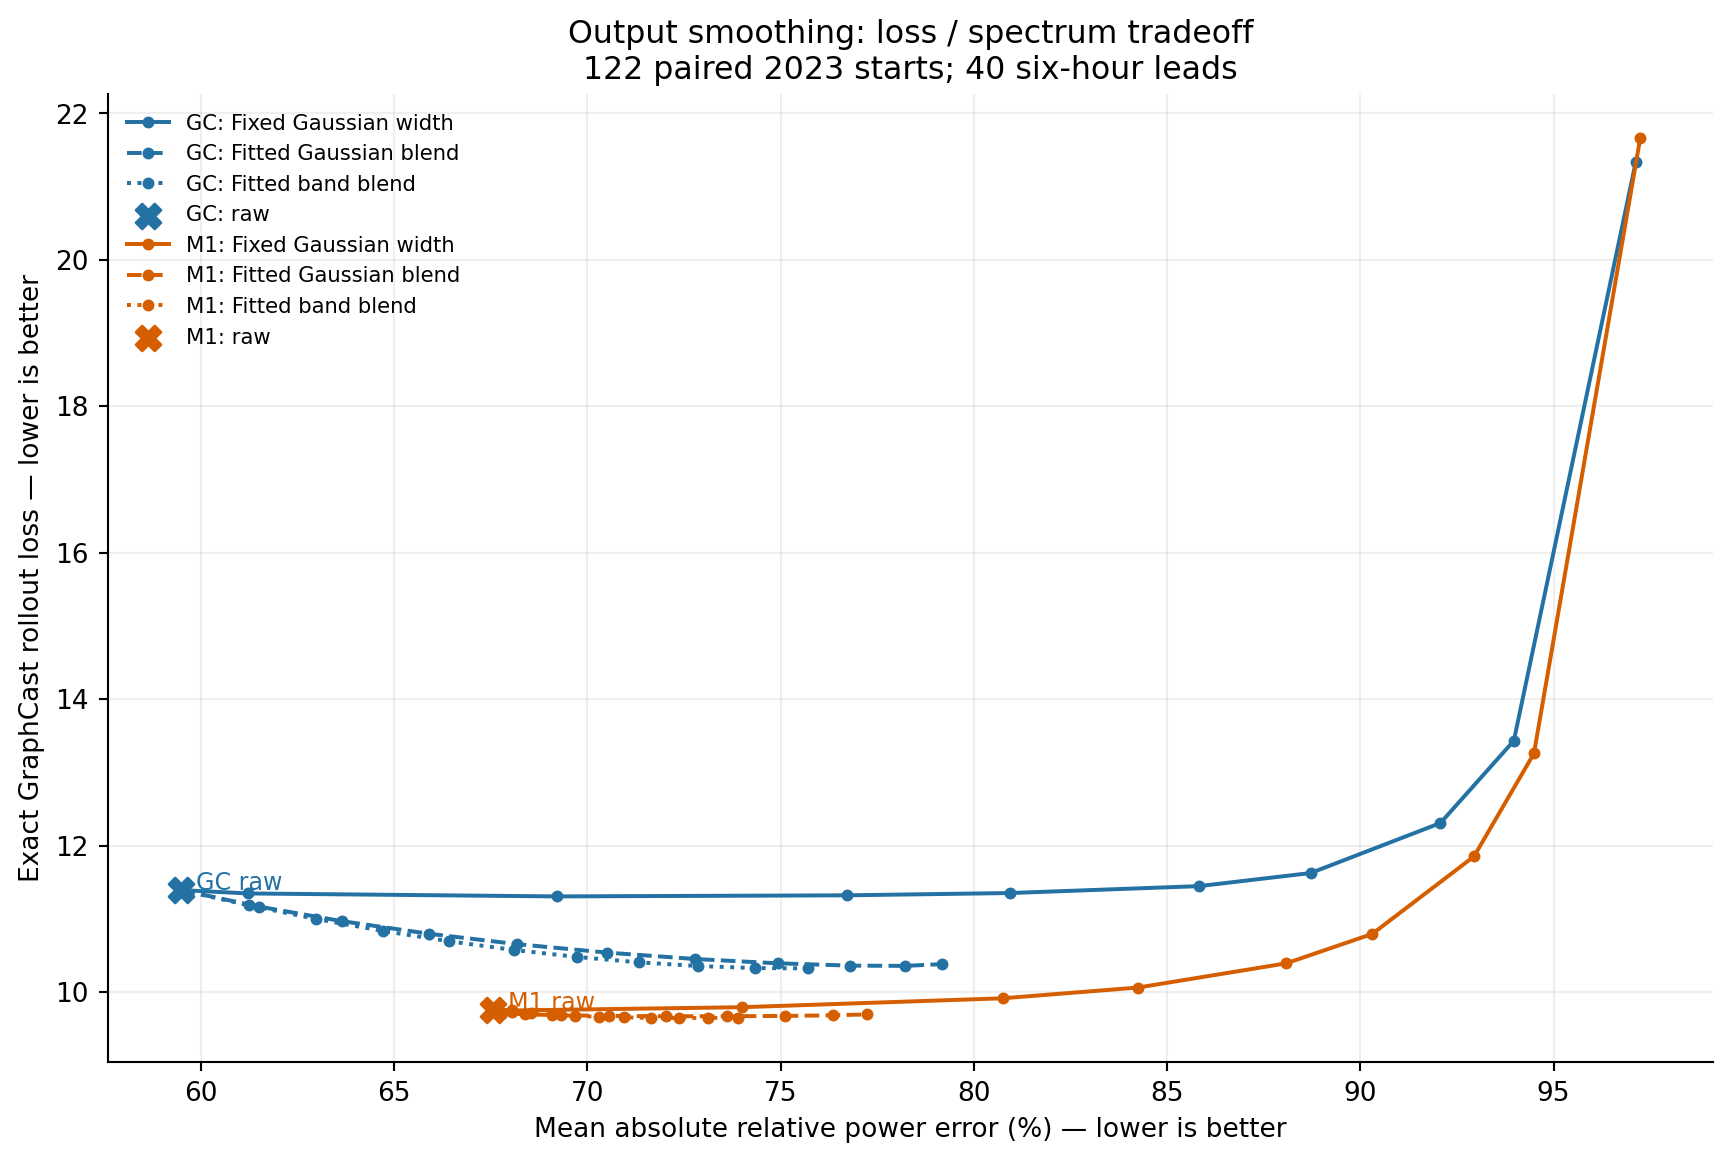 Output smoothing: loss / spectrum tradeoff
122 paired 2023 starts; 40 six-hour leads
GC: Fixed Gaussian width
GC: Fitted Gaussian blend
GC: Fitted band blend
GC: raw
M1: Fixed Gaussian width
M1: Fitted Gaussian blend
M1: Fitted band blend
M1: raw
Exact GraphCast rollout loss — lower is better
22
20
18
16
14
12
10
GC raw
M1 raw
60 65 70 75 80 85 90 95
Mean absolute relative power error (%) — lower is better